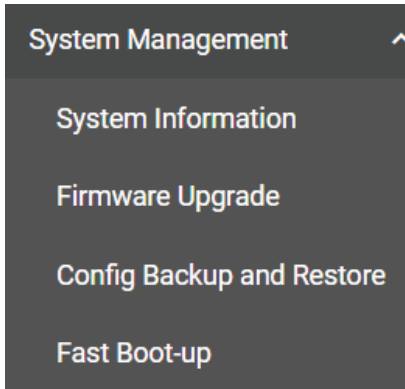 System Management
System Information
Firmware Upgrade
Config Backup and Restore
Fast Boot-up